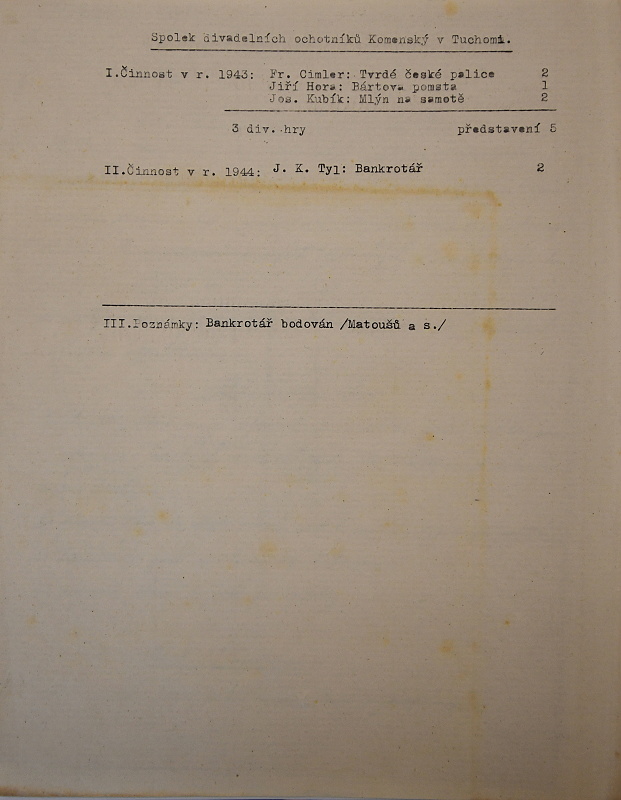 Spolek divadelních ochotníků Komenský v Tuchomi.
I.Činnost v r. 1943: Fr. Cimler: Tvrdé české palice 2
Jiří Hora: Bártova pomsta 1
Jos. Kubík: Mlýn na samotě 2
3 div. hry představení 5
II.Činnost v r. 1944: J. K. Tyl: Bankrotář 2
III.Poznámky: Bankrotář bodován /Matoušů a s./